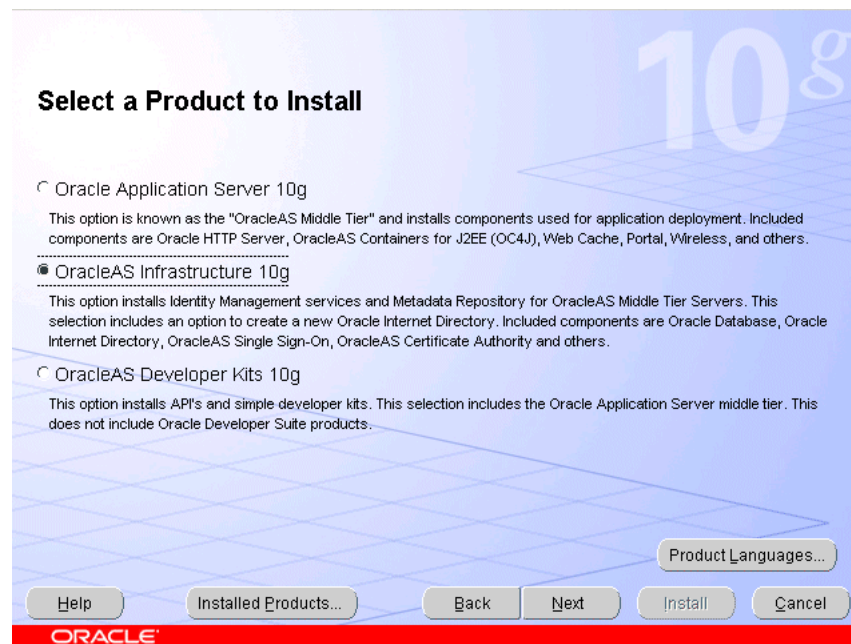 10g
Select a Product to Install
Oracle Application Server 10g
This option is known as the "OracleAS Middle Tier" and installs components used for application deployment. Included
components are Oracle HTTP Server, OracleAS Containers for J2EE (OC4J), Web Cache, Portal, Wireless, and others.
OracleAS Infrastructure 10g
This option installs Identity Management services and Metadata Repository for OracleAS Middle Tier Servers. This
selection includes an option to create a new Oracle Internet Directory. Included components are Oracle Database, Oracle
Internet Directory, OracleAS Single Sign-On, OracleAS Certificate Authority and others.
OracleAS Developer Kits 10g
This option installs API's and simple developer kits. This selection includes the Oracle Application Server middle tier. This
does not include Oracle Developer Suite products.
Product Languages...
Help Installed Products... Back Next Install Cancel
ORACLE